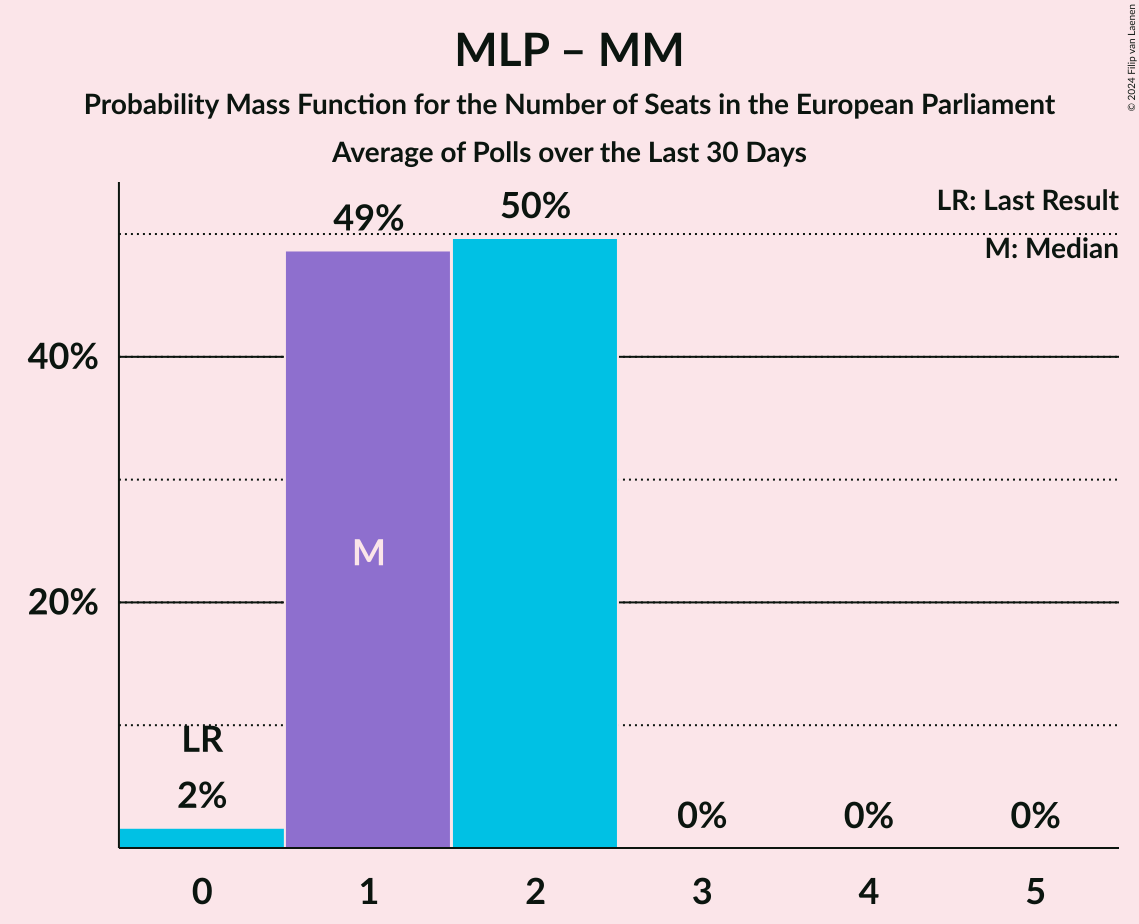 MLP – MM
Probability Mass Function for the Number of Seats in the European Parliament
Average of Polls over the Last 30 Days
© 2024 Filip van Laenen
LR: Last Result
M: Median
49%
50%
40%
20%
M
LR
2%
0%
0%
0%
0
1
2
3
4
5